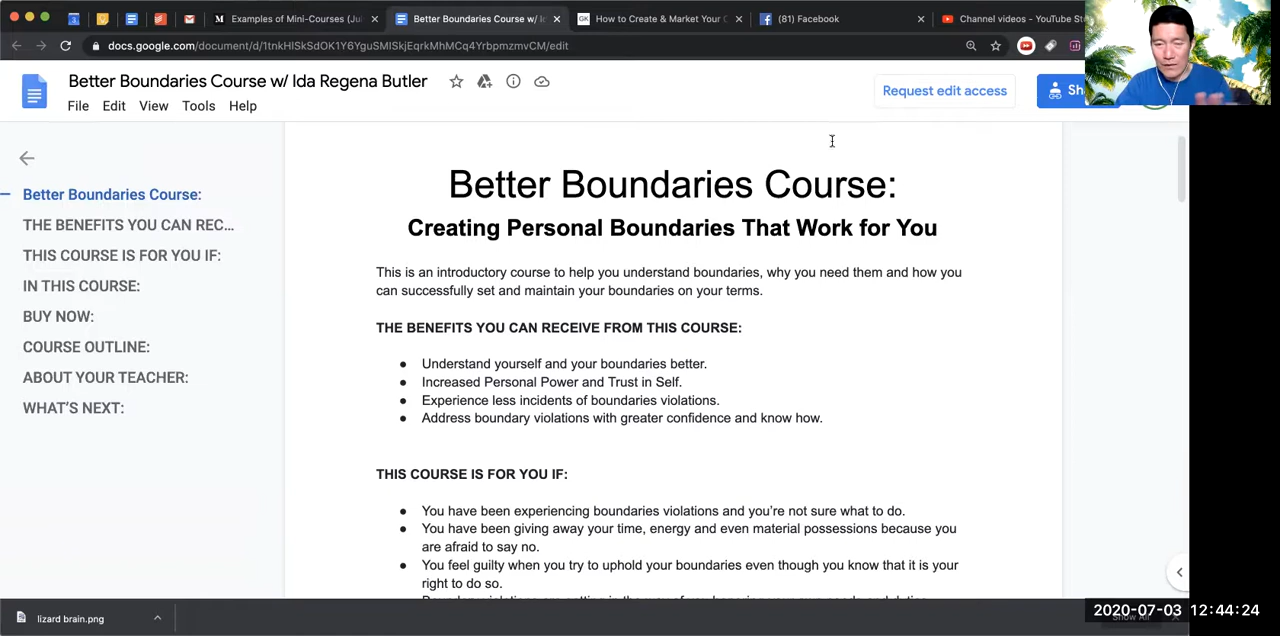 Examples of Mini-Courses (Ju
Better Boundaries Course w/ I
GK How to Create & Market Your C
(81) Facebook
Channel videos - YouTube St
docs.google.com/document/d/1tnkHlSkSdOK1Y6YguSMlSkjEqrkMhMCq4YrbpmzmvCM/edit
Better Boundaries Course w/ Ida Regena Butler
Request edit access
File Edit View Tools Help
Better Boundaries Course:
THE BENEFITS YOU CAN REC...
THIS COURSE IS FOR YOU IF:
IN THIS COURSE:
BUY NOW:
COURSE OUTLINE:
ABOUT YOUR TEACHER:
WHAT'S NEXT:
Better Boundaries Course:
Creating Personal Boundaries That Work for You
This is an introductory course to help you understand boundaries, why you need them and how you
can successfully set and maintain your boundaries on your terms.
THE BENEFITS YOU CAN RECEIVE FROM THIS COURSE:
● Understand yourself and your boundaries better.
● Increased Personal Power and Trust in Self.
● Experience less incidents of boundaries violations.
● Address boundary violations with greater confidence and know how.
THIS COURSE IS FOR YOU IF:
● You have been experiencing boundaries violations and you're not sure what to do.
● You have been giving away your time, energy and even material possessions because you
are afraid to say no.
● You feel guilty when you try to uphold your boundaries even though you know that it is your
right to do so.
lizard brain.png
Show All
2020-07-03 12:44:24